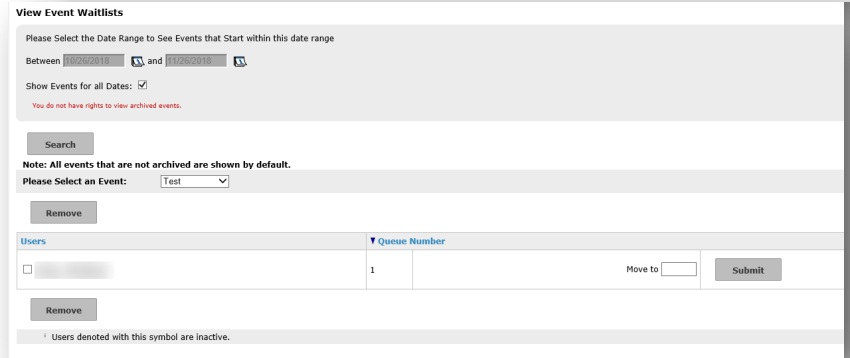 View Event Waitlists
Please Select the Date Range to See Events that Start within this date range
Between 10/26/2018 and 11/26/2018
Show Events for all Dates:
You do not have rights to view archived events.
Search
Note: All events that are not archived are shown by default.
Please Select an Event: Test
Remove
Users Queue Number
1 Move to Submit
Remove
Users denoted with this symbol are inactive.